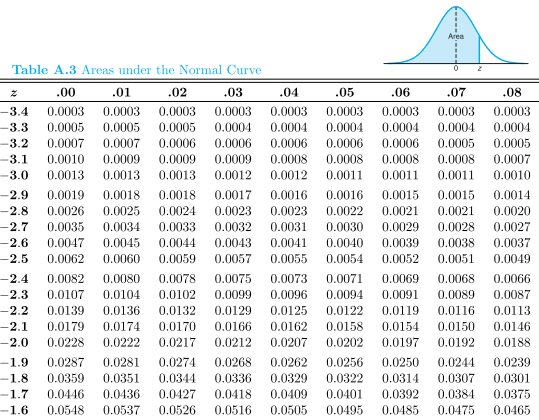 Area
0 z
Table A.3 Areas under the Normal Curve
z .00 .01 .02 .03 .04 .05 .06 .07 .08
−3.4 0.0003 0.0003 0.0003 0.0003 0.0003 0.0003 0.0003 0.0003 0.0003
−3.3 0.0005 0.0005 0.0005 0.0004 0.0004 0.0004 0.0004 0.0004 0.0004
−3.2 0.0007 0.0007 0.0006 0.0006 0.0006 0.0006 0.0006 0.0005 0.0005
−3.1 0.0010 0.0009 0.0009 0.0009 0.0008 0.0008 0.0008 0.0008 0.0007
−3.0 0.0013 0.0013 0.0013 0.0012 0.0012 0.0011 0.0011 0.0011 0.0010
−2.9 0.0019 0.0018 0.0018 0.0017 0.0016 0.0016 0.0015 0.0015 0.0014
−2.8 0.0026 0.0025 0.0024 0.0023 0.0023 0.0022 0.0021 0.0021 0.0020
−2.7 0.0035 0.0034 0.0033 0.0032 0.0031 0.0030 0.0029 0.0028 0.0027
−2.6 0.0047 0.0045 0.0044 0.0043 0.0041 0.0040 0.0039 0.0038 0.0037
−2.5 0.0062 0.0060 0.0059 0.0057 0.0055 0.0054 0.0052 0.0051 0.0049
−2.4 0.0082 0.0080 0.0078 0.0075 0.0073 0.0071 0.0069 0.0068 0.0066
−2.3 0.0107 0.0104 0.0102 0.0099 0.0096 0.0094 0.0091 0.0089 0.0087
−2.2 0.0139 0.0136 0.0132 0.0129 0.0125 0.0122 0.0119 0.0116 0.0113
−2.1 0.0179 0.0174 0.0170 0.0166 0.0162 0.0158 0.0154 0.0150 0.0146
−2.0 0.0228 0.0222 0.0217 0.0212 0.0207 0.0202 0.0197 0.0192 0.0188
−1.9 0.0287 0.0281 0.0274 0.0268 0.0262 0.0256 0.0250 0.0244 0.0239
−1.8 0.0359 0.0351 0.0344 0.0336 0.0329 0.0322 0.0314 0.0307 0.0301
−1.7 0.0446 0.0436 0.0427 0.0418 0.0409 0.0401 0.0392 0.0384 0.0375
−1.6 0.0548 0.0537 0.0526 0.0516 0.0505 0.0495 0.0485 0.0475 0.0465